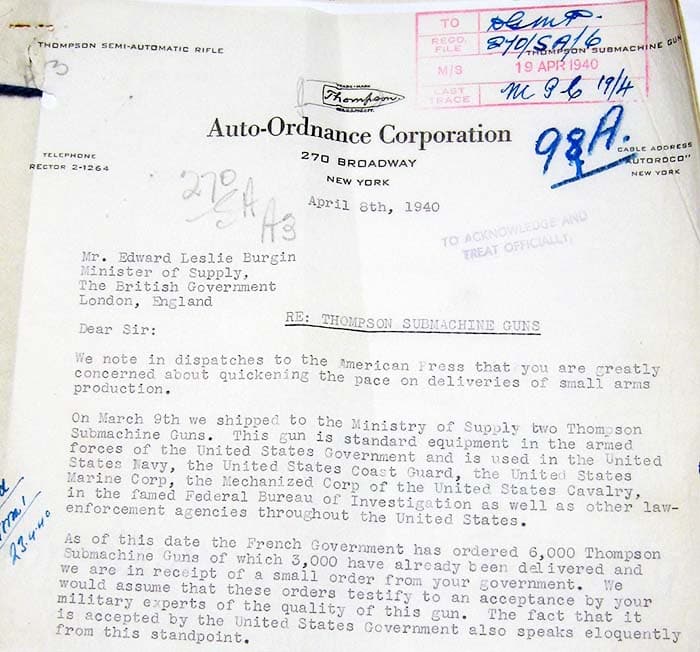 THOMPSON SEMI-AUTOMATIC RIFLE
TO
REGD. FILE 270/SA/6
THOMPSON SUBMACHINE GUN
M/S 19 APR 1940
LAST TRACE 19/4
TRADE-MARK
Thompson
Auto-Ordnance Corporation
98A.
TELEPHONE
RECTOR 2-1264
270 BROADWAY
NEW YORK
CABLE ADDRESS
"AUTORDCO"
NEW YORK
270
SA
A3
April 8th, 1940
TO ACKNOWLEDGE AND
TREAT OFFICIALLY.
Mr. Edward Leslie Burgin
Minister of Supply,
The British Government
London, England
RE: THOMPSON SUBMACHINE GUNS
Dear Sir:
We note in dispatches to the American Press that you are greatly
concerned about quickening the pace on deliveries of small arms
production.
On March 9th we shipped to the Ministry of Supply two Thompson
Submachine Guns. This gun is standard equipment in the armed
forces of the United States Government and is used in the United
States Navy, the United States Coast Guard, the United States
Marine Corp, the Mechanized Corp of the United States Cavalry,
in the famed Federal Bureau of Investigation as well as other law-
enforcement agencies throughout the United States.
23.4.40
As of this date the French Government has ordered 6,000 Thompson
Submachine Guns of which 3,000 have already been delivered and
we are in receipt of a small order from your government. We
would assume that these orders testify to an acceptance by your
military experts of the quality of this gun. The fact that it
is accepted by the United States Government also speaks eloquently
from this standpoint.